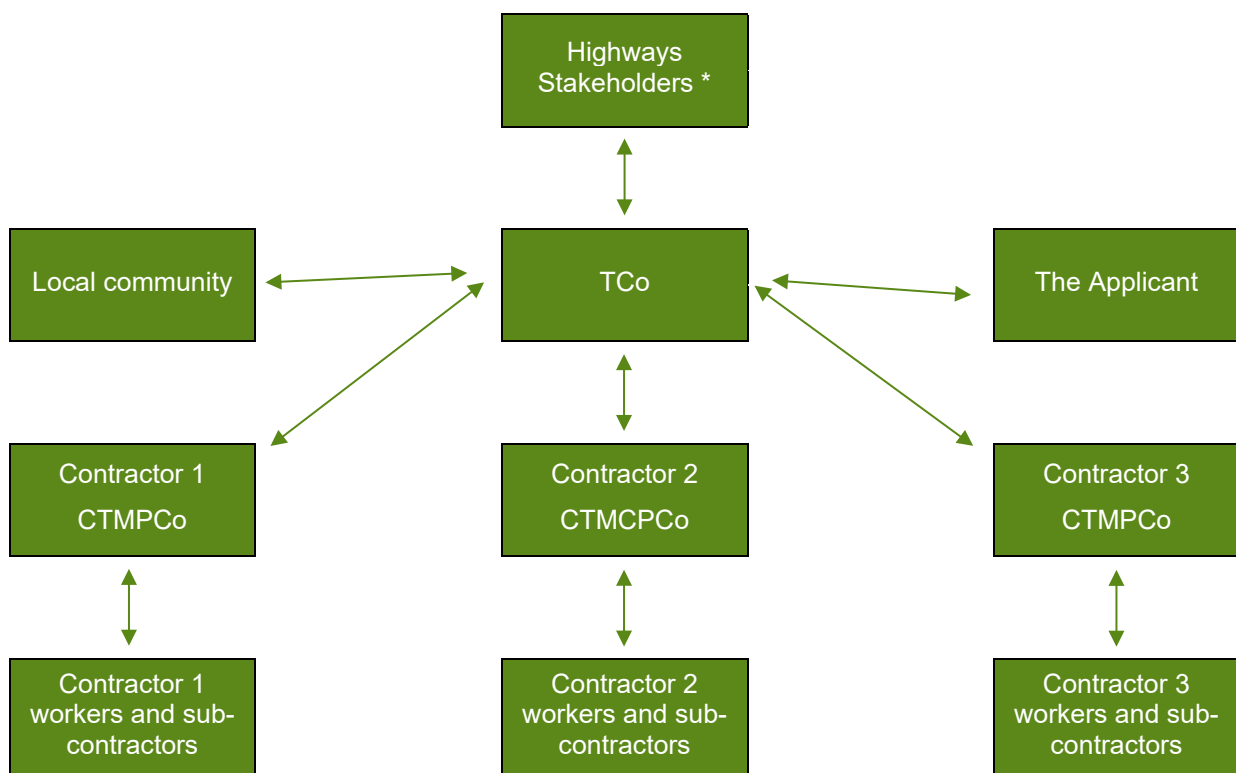 Highways
Stakeholders *
Local community
TCo
The Applicant
Contractor 1
CTMPCo
Contractor 2
CTMCPCo
Contractor 3
CTMPCo
Contractor 1
workers and sub-
contractors
Contractor 2
workers and sub-
contractors
Contractor 3
workers and sub-
contractors